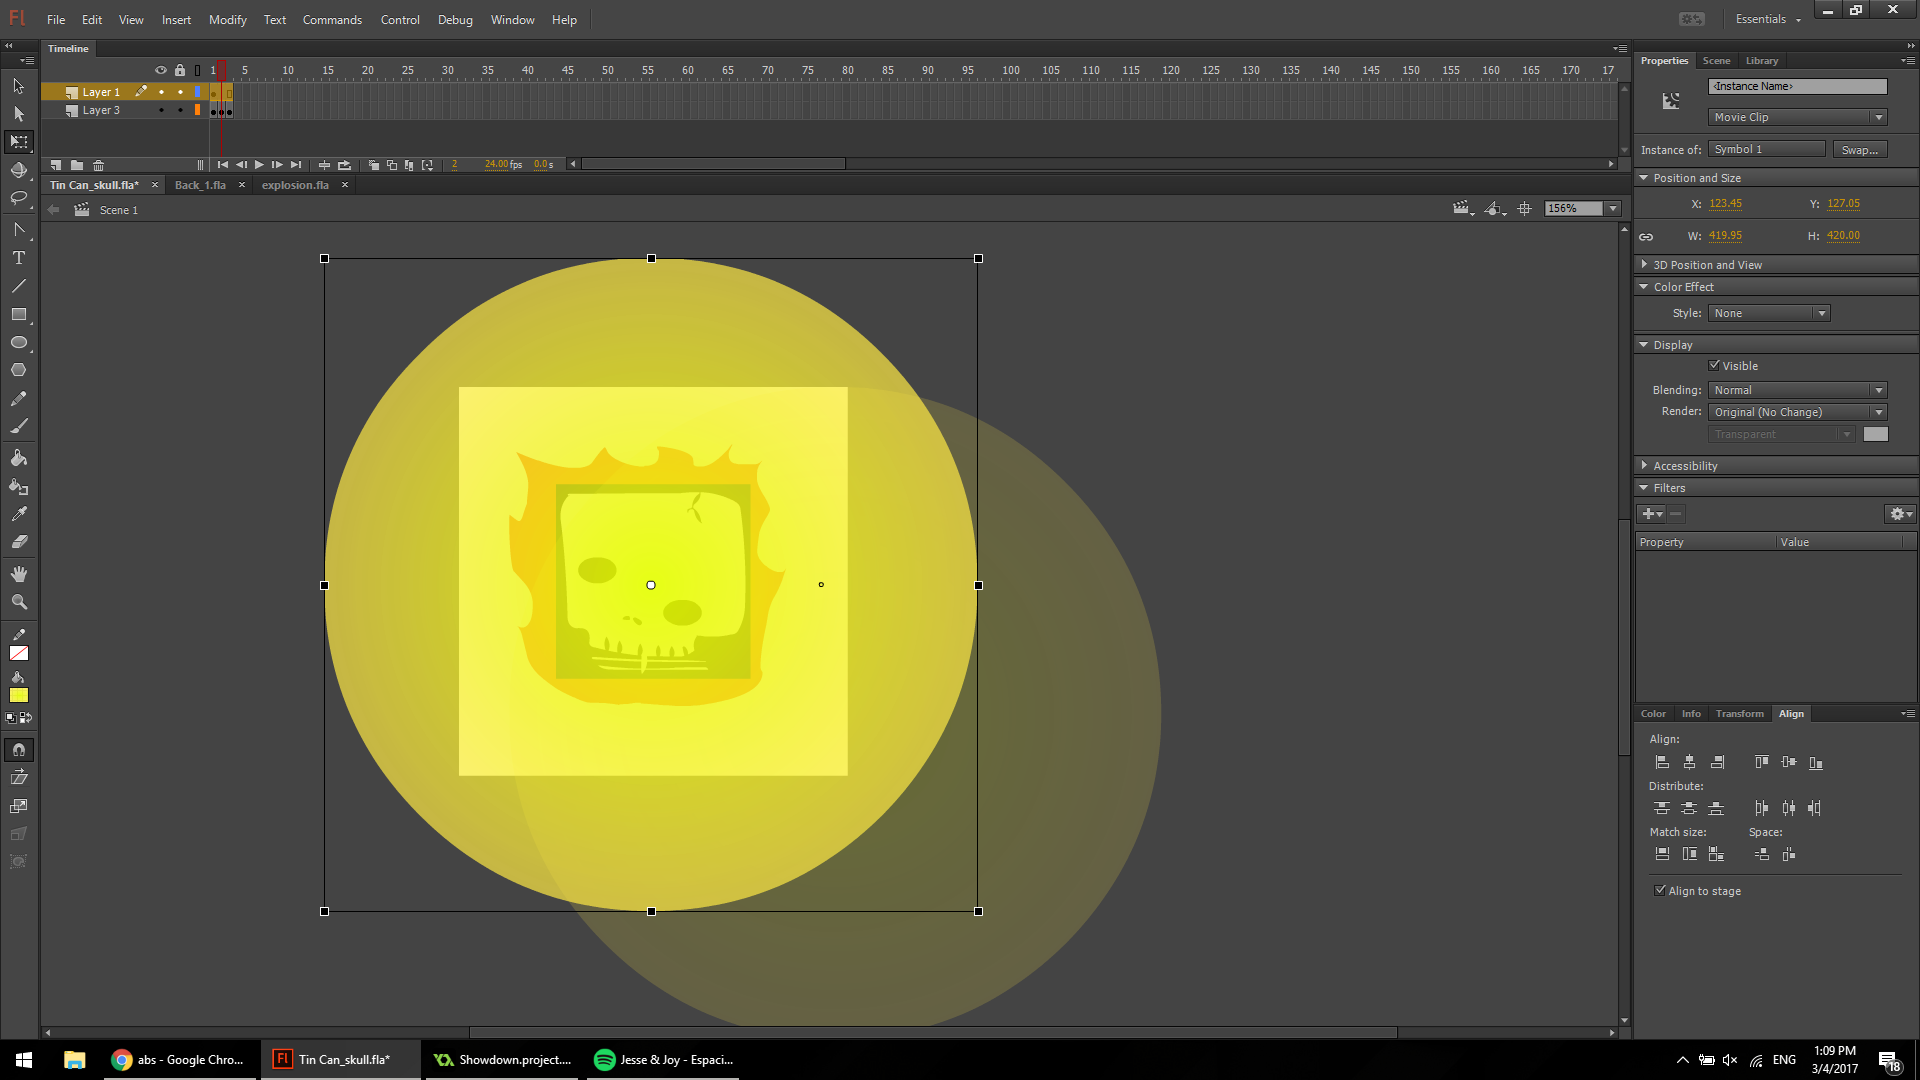 Fl File Edit View Insert Modify Text Commands Control Debug Window Help Essentials
Timeline
1 5 10 15 20 25 30 35 40 45 50 55 60 65 70 75 80 85 90 95 100 105 110 115 120 125 130 135 140 145 150 155 160 165 170 17
Layer 1
Layer 3
2 24.00 fps 0.0 s
Tin Can_skull.fla* Back_1.fla explosion.fla
Scene 1 156%
Properties Scene Library
<Instance Name>
Movie Clip
Instance of: Symbol 1 Swap...
Position and Size
X: 123.45 Y: 127.05
W: 419.95 H: 420.00
3D Position and View
Color Effect
Style: None
Display
Visible
Blending: Normal
Render: Original (No Change)
Transparent
Accessibility
Filters
Property Value
Color Info Transform Align
Align:
Distribute:
Match size: Space:
Align to stage
abs - Google Chro... Fl Tin Can_skull.fla* Showdown.project.... Jesse & Joy - Espaci... ENG 1:09 PM
3/4/2017 18